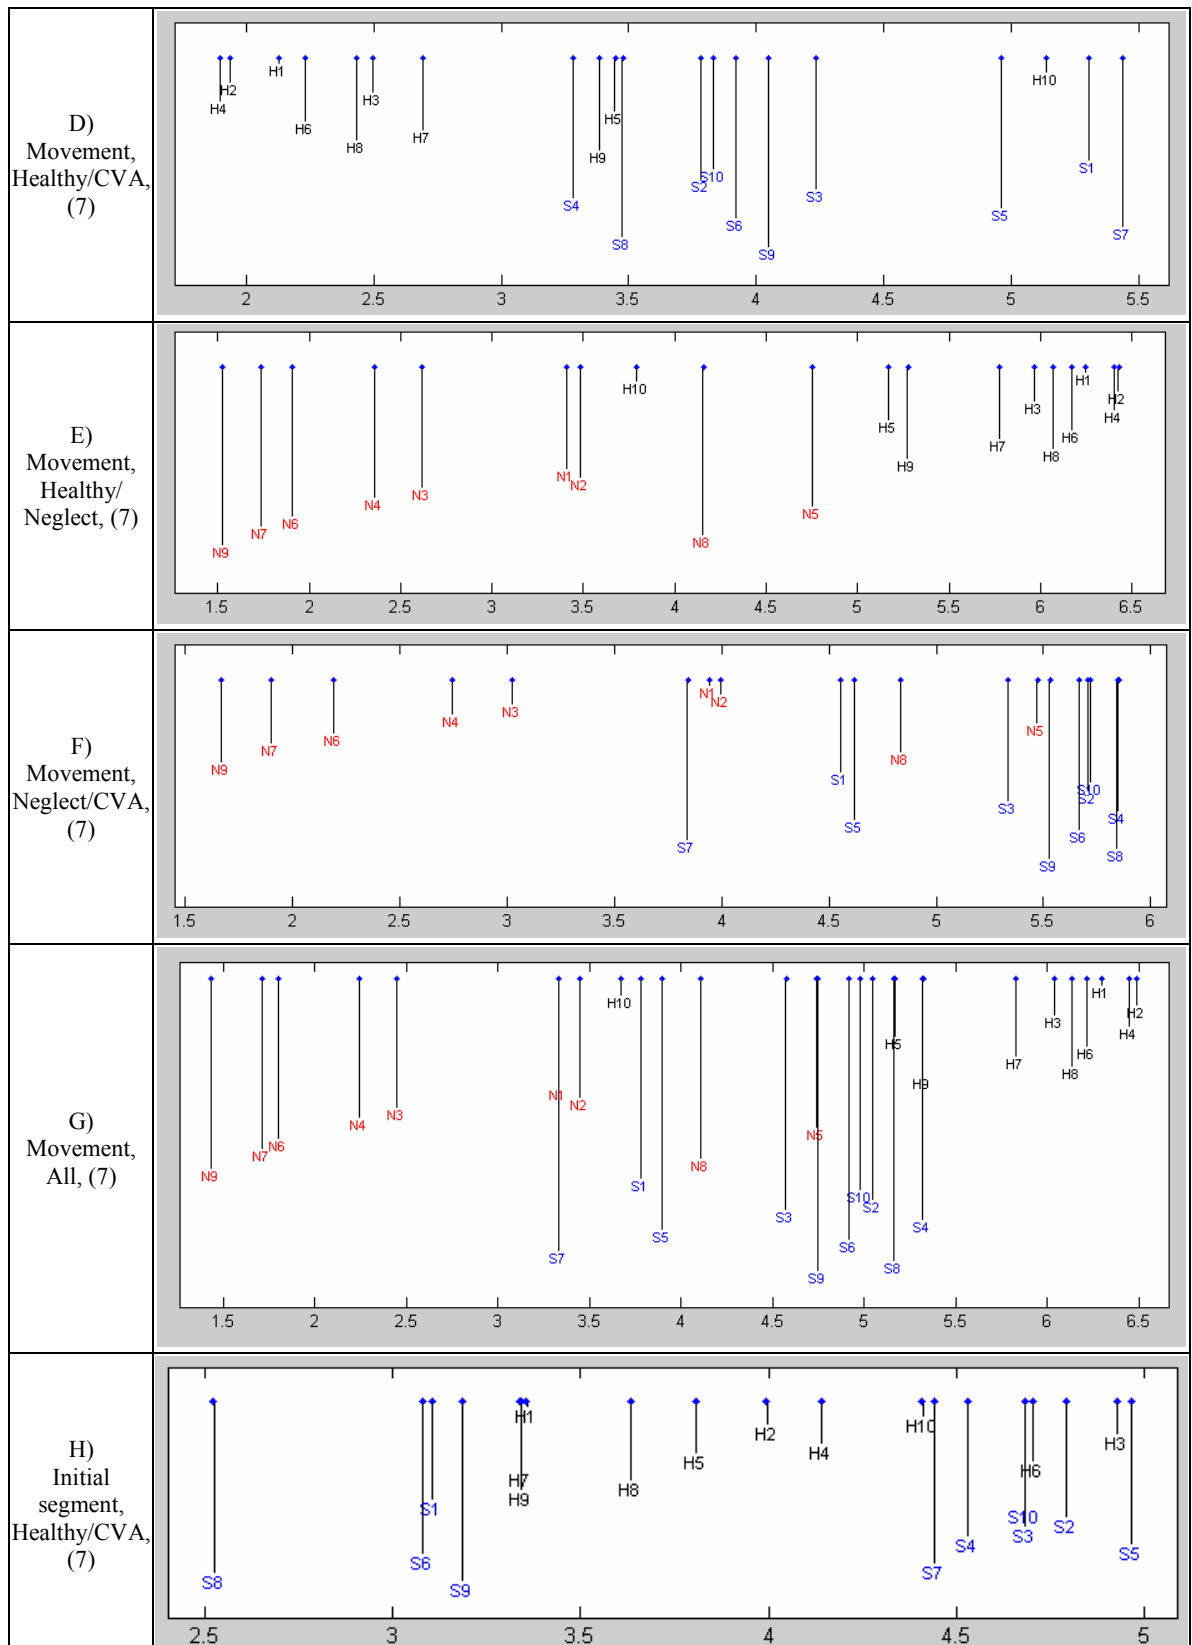 D)
Movement,
Healthy/CVA,
(7)
H4 H2 H1 H6 H8 H3 H7 S4 H9 H5 S8 S2 S10 S6 S9 S3 S5 H10 S1 S7
2 2.5 3 3.5 4 4.5 5 5.5
E)
Movement,
Healthy/
Neglect, (7)
N9 N7 N6 N4 N3 N1 N2 H10 N8 N5 H5 H9 H7 H3 H8 H6 H1 H4 H2
1.5 2 2.5 3 3.5 4 4.5 5 5.5 6 6.5
F)
Movement,
Neglect/CVA,
(7)
N9 N7 N6 N4 N3 S7 N1 N2 S1 S5 N8 S3 N5 S9 S6 S2 S10 S8 S4
1.5 2 2.5 3 3.5 4 4.5 5 5.5 6
G)
Movement,
All, (7)
N9 N7 N6 N4 N3 N1 S7 N2 H10 S1 S5 N8 S3 N5 S9 S6 S10 S2 H5 S8 H9 S4 H7 H3 H8 H6 H1 H4 H2
1.5 2 2.5 3 3.5 4 4.5 5 5.5 6 6.5
H)
Initial
segment,
Healthy/CVA,
(7)
S8 S6 S1 S9 H1 H7 H9 H8 H5 H2 H4 H10 S7 S4 S10 S3 H6 S2 H3 S5
2.5 3 3.5 4 4.5 5